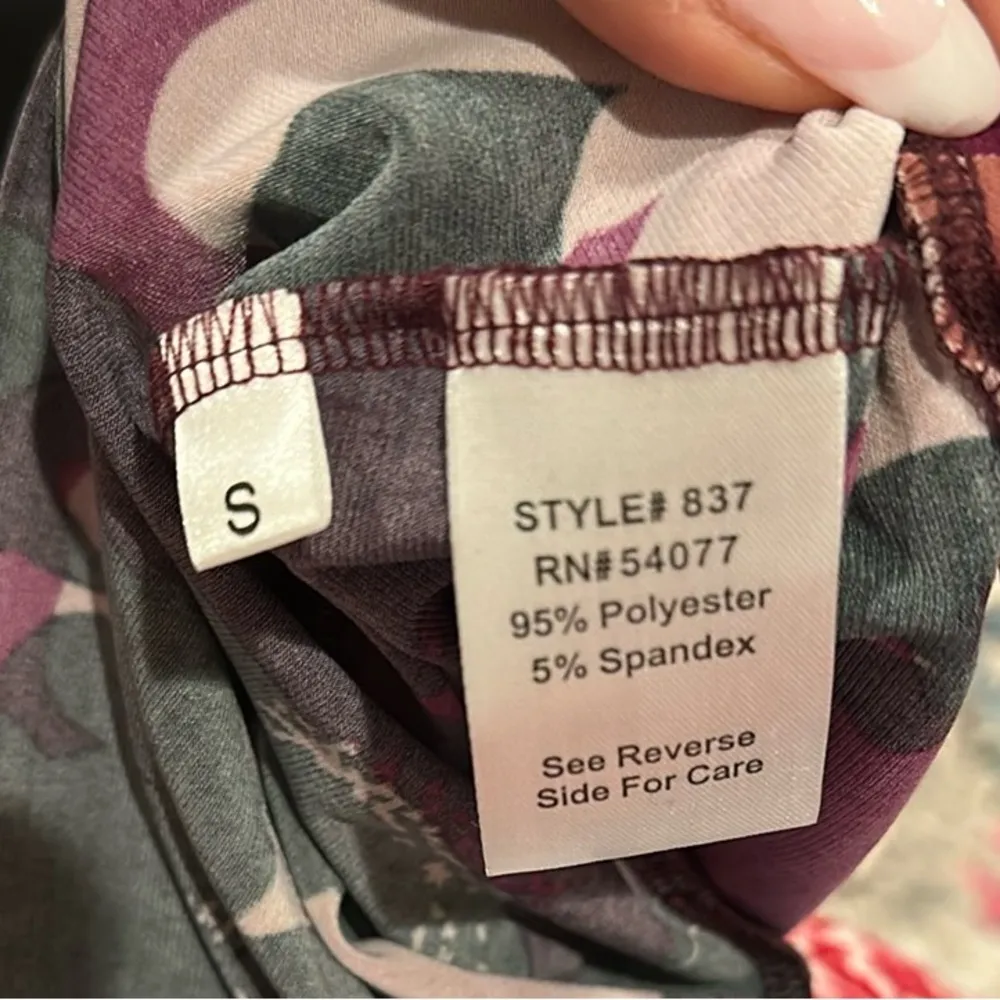 S
STYLE# 837
RN#54077
95% Polyester
5% Spandex
See Reverse
Side For Care